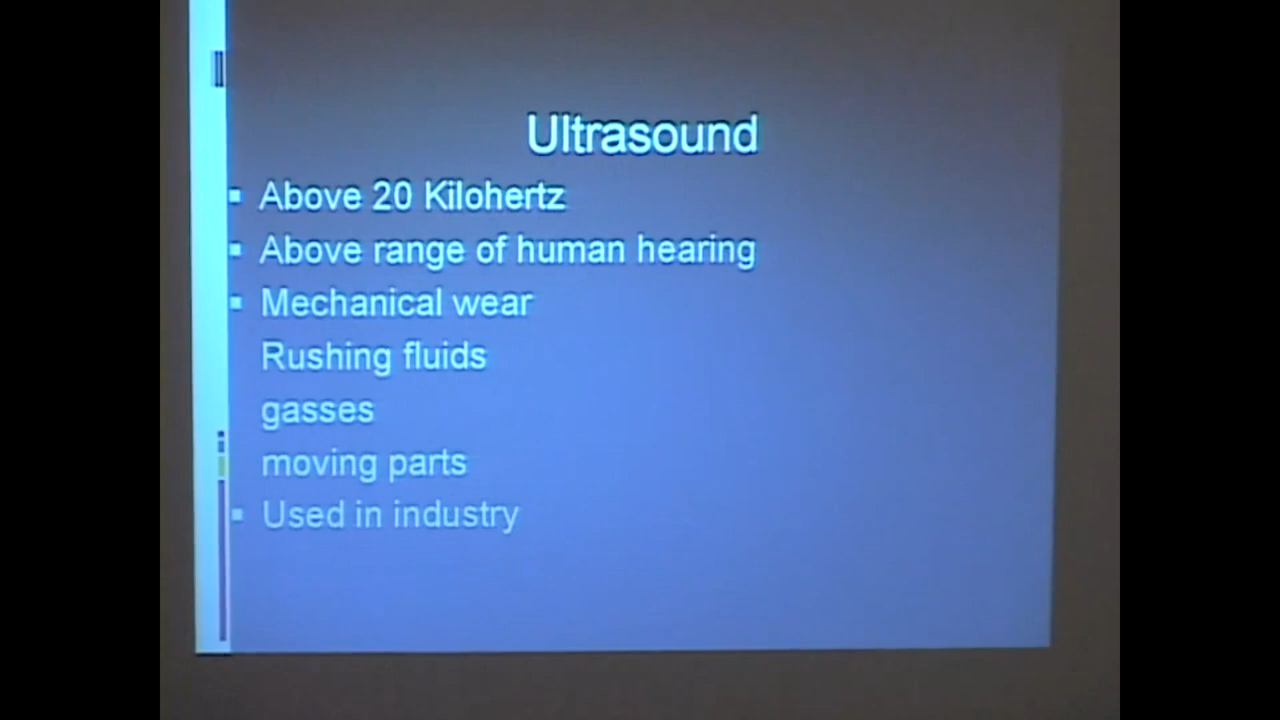 Ultrasound
Above 20 Kilohertz
Above range of human hearing
Mechanical wear
Rushing fluids
gasses
moving parts
Used in industry